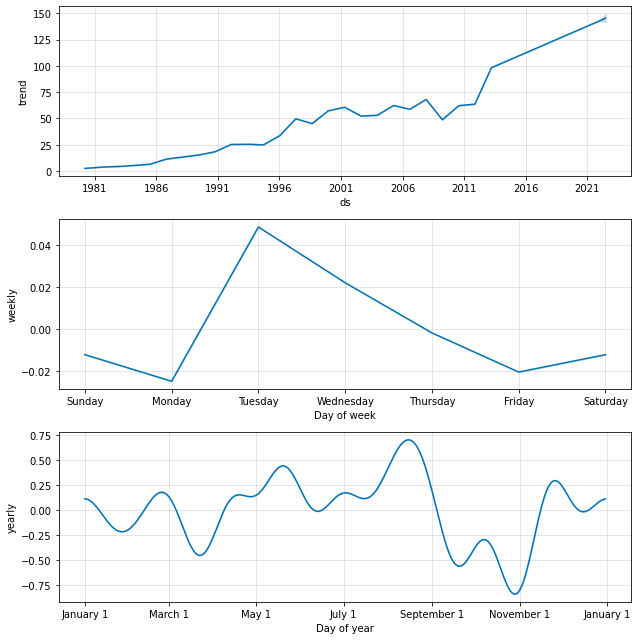 150
125
100
75
50
25
0
trend
1981 1986 1991 1996 2001 2006 2011 2016 2021
ds
0.04
0.02
0.00
−0.02
weekly
Sunday Monday Tuesday Wednesday Thursday Friday Saturday
Day of week
0.75
0.50
0.25
0.00
−0.25
−0.50
−0.75
yearly
January 1 March 1 May 1 July 1 September 1 November 1 January 1
Day of year